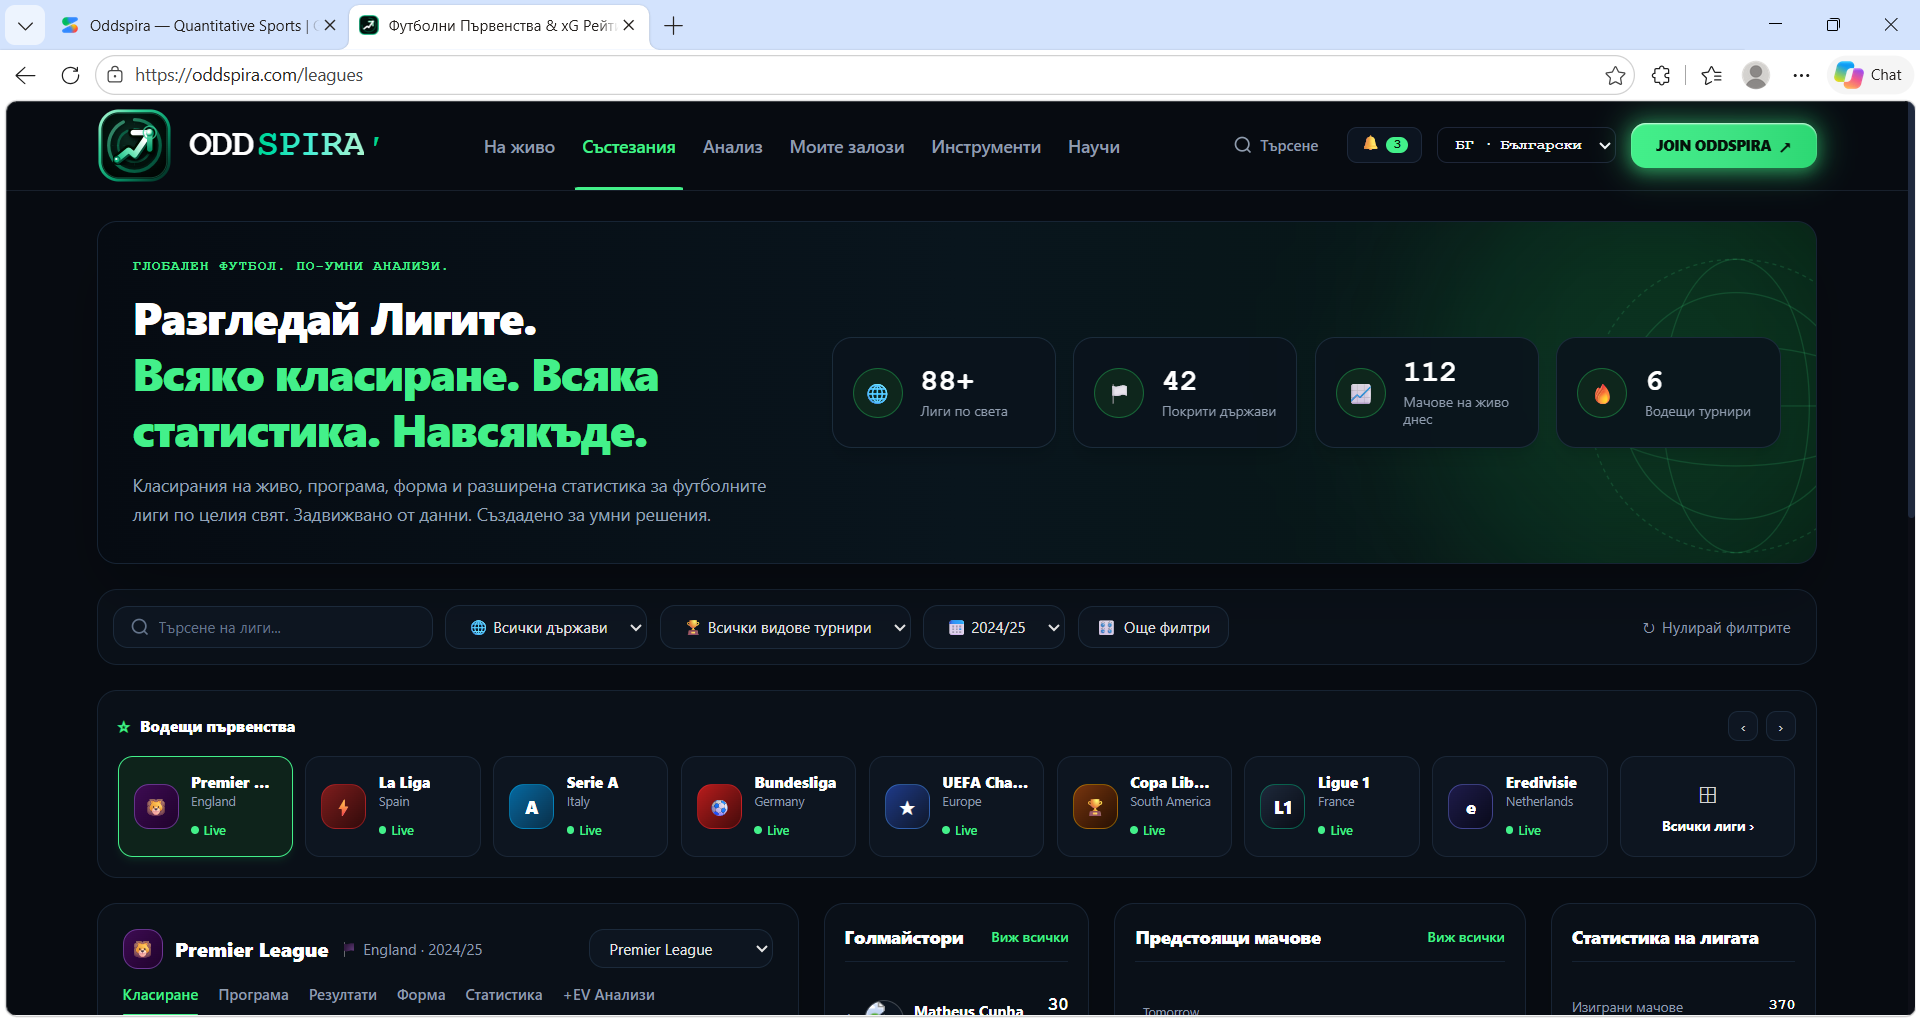 Oddspira — Quantitative Sports |
Футболни Първенства & xG Рейт
https://oddspira.com/leagues
Chat
ODDSPIRA
На живо
Състезания
Анализ
Моите залози
Инструменти
Научи
Търсене
3
БГ · Български
JOIN ODDSPIRA ↗
ГЛОБАЛЕН ФУТБОЛ. ПО-УМНИ АНАЛИЗИ.
Разгледай Лигите.
Всяко класиране. Всяка
статистика. Навсякъде.
Класирания на живо, програма, форма и разширена статистика за футболните
лиги по целия свят. Задвижвано от данни. Създадено за умни решения.
88+
Лиги по света
42
Покрити държави
112
Мачове на живо
днес
6
Водещи турнири
Търсене на лиги...
Всички държави
Всички видове турнири
2024/25
Още филтри
↻ Нулирай филтрите
☆ Водещи първенства
‹ ›
Premier ...
England
Live
La Liga
Spain
Live
A
Serie A
Italy
Live
Bundesliga
Germany
Live
UEFA Cha...
Europe
Live
Copa Lib...
South America
Live
L1
Ligue 1
France
Live
e
Eredivisie
Netherlands
Live
Всички лиги ›
Premier League
England · 2024/25
Premier League
Класиране
Програма
Резултати
Форма
Статистика
+EV Анализи
Голмайстори
Виж всички
Matheus Cunha
30
Предстоящи мачове
Виж всички
Tomorrow
Статистика на лигата
Изиграни мачове
370